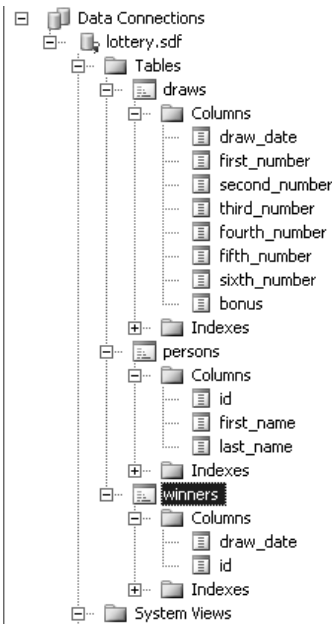 Data Connections
lottery.sdf
Tables
draws
Columns
draw_date
first_number
second_number
third_number
fourth_number
fifth_number
sixth_number
bonus
Indexes
persons
Columns
id
first_name
last_name
Indexes
winners
Columns
draw_date
id
Indexes
System Views